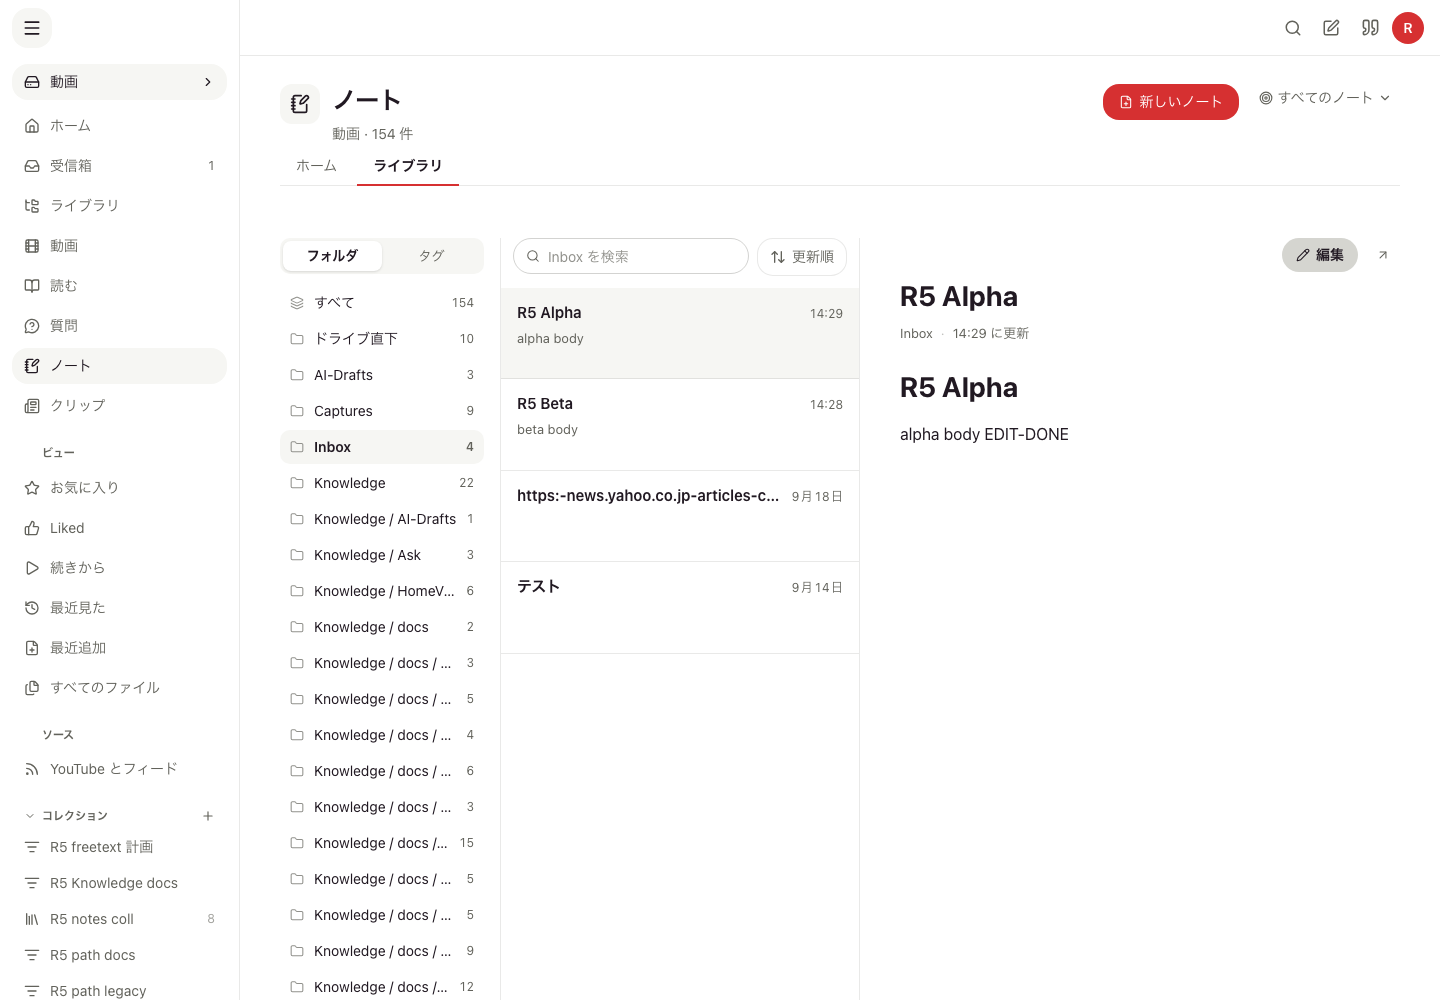 動画
ホーム
受信箱 1
ライブラリ
動画
読む
質問
ノート
クリップ
ビュー
お気に入り
Liked
続きから
最近見た
最近追加
すべてのファイル
ソース
YouTube とフィード
コレクション
R5 freetext 計画
R5 Knowledge docs
R5 notes coll 8
R5 path docs
R5 path legacy
R
ノート
動画 · 154 件
新しいノート
すべてのノート
ホーム
ライブラリ
フォルダ
タグ
すべて 154
ドライブ直下 10
AI-Drafts 3
Captures 9
Inbox 4
Knowledge 22
Knowledge / AI-Drafts 1
Knowledge / Ask 3
Knowledge / HomeV... 6
Knowledge / docs 2
Knowledge / docs / ... 3
Knowledge / docs / ... 5
Knowledge / docs / ... 4
Knowledge / docs / ... 6
Knowledge / docs / ... 3
Knowledge / docs /... 15
Knowledge / docs / ... 5
Knowledge / docs / ... 5
Knowledge / docs / ... 9
Knowledge / docs /... 12
Inbox を検索
更新順
R5 Alpha 14:29
alpha body
R5 Beta 14:28
beta body
https:-news.yahoo.co.jp-articles-c... 9月18日
テスト 9月14日
編集
R5 Alpha
Inbox · 14:29 に更新
R5 Alpha
alpha body EDIT-DONE